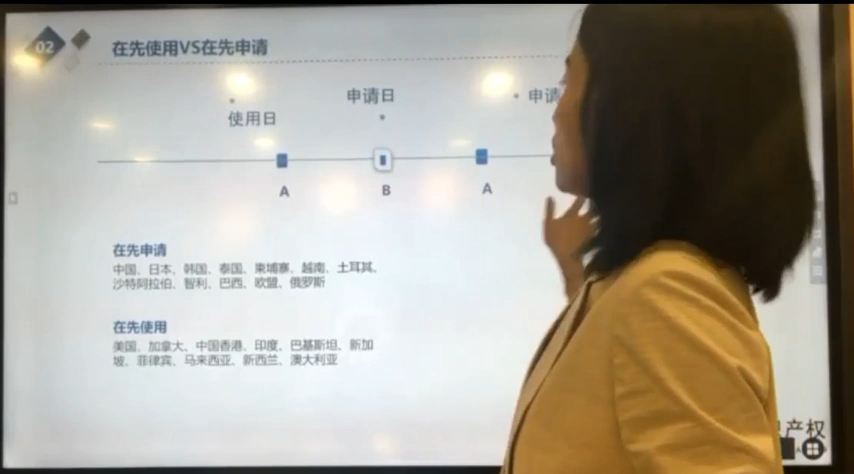 02
在先使用VS在先申请
申请日
申请
使用日
A
B
A
在先申请
中国、日本、韩国、泰国、柬埔寨、越南、土耳其、
沙特阿拉伯、智利、巴西、欧盟、俄罗斯
在先使用
美国、加拿大、中国香港、印度、巴基斯坦、新加
坡、菲律宾、马来西亚、新西兰、澳大利亚
产权